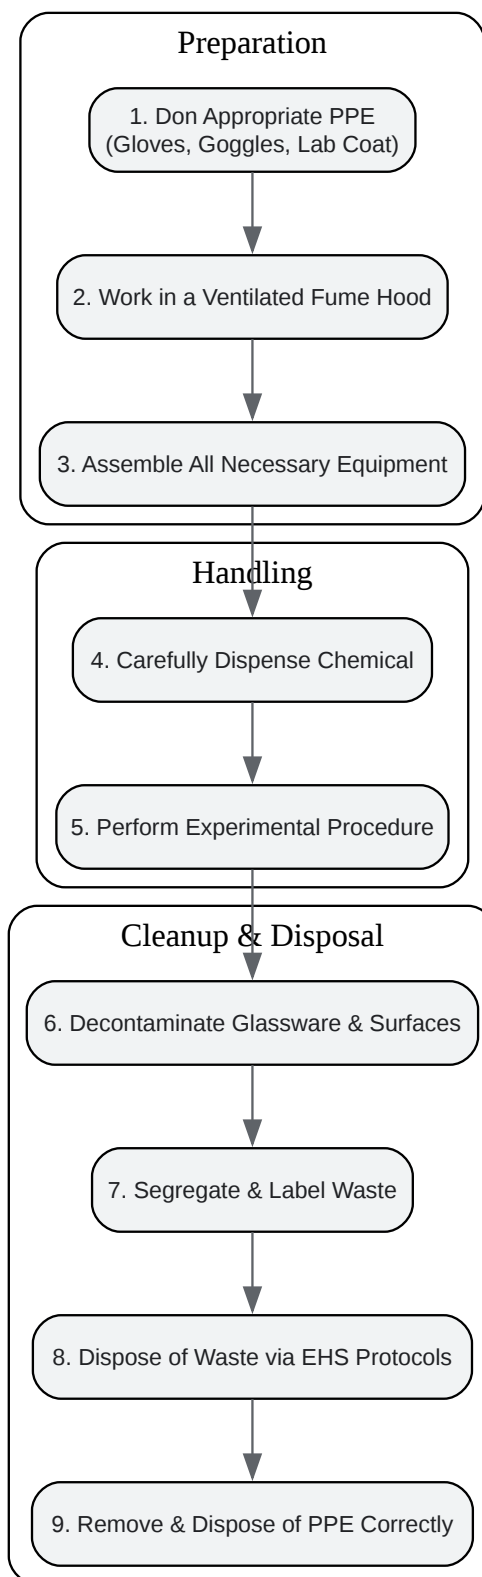 Preparation
1. Don Appropriate PPE
(Gloves, Goggles, Lab Coat)
2. Work in a Ventilated Fume Hood
3. Assemble All Necessary Equipment
Handling
4. Carefully Dispense Chemical
5. Perform Experimental Procedure
Cleanup & Disposal
6. Decontaminate Glassware & Surfaces
7. Segregate & Label Waste
8. Dispose of Waste via EHS Protocols
9. Remove & Dispose of PPE Correctly